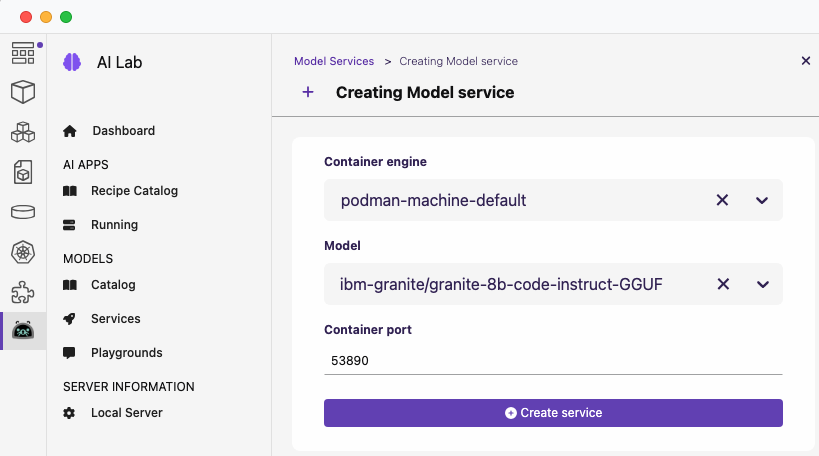 AI Lab
Dashboard
AI APPS
Recipe Catalog
Running
MODELS
Catalog
Services
Playgrounds
SERVER INFORMATION
Local Server
Model Services > Creating Model service
Creating Model service
Container engine
podman-machine-default
Model
ibm-granite/granite-8b-code-instruct-GGUF
Container port
53890
Create service